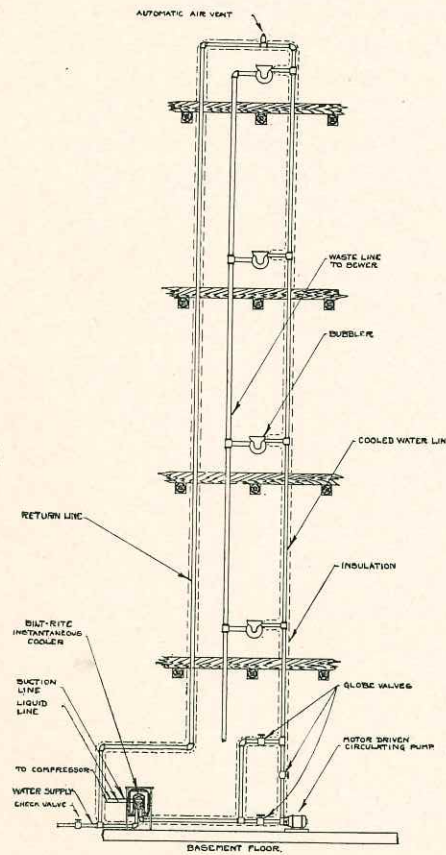 AUTOMATIC AIR VENT
WASTE LINE
TO SEWER
BUBBLER
COOLED WATER LINE
RETURN LINE
INSULATION
BILT-RITE
INSTANTANEOUS
COOLER
GLOBE VALVES
SUCTION
LINE
LIQUID
LINE
MOTOR DRIVEN
CIRCULATING PUMP
TO COMPRESSOR
WATER SUPPLY
CHECK VALVE
BASEMENT FLOOR.